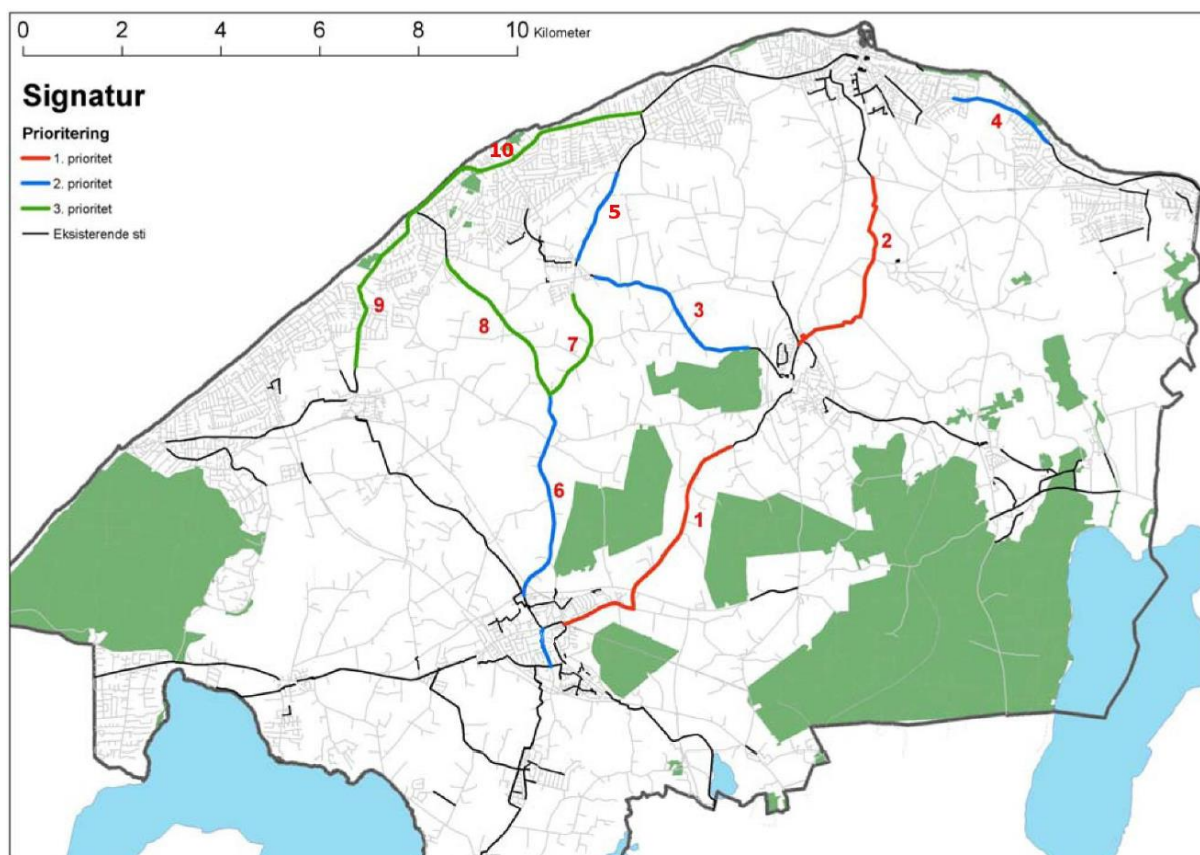 0 2 4 6 8 10 Kilometer
Signatur
Prioritering
1. prioritet
2. prioritet
3. prioritet
Eksisterende sti
10
4
5
2
9
8
3
7
6
1